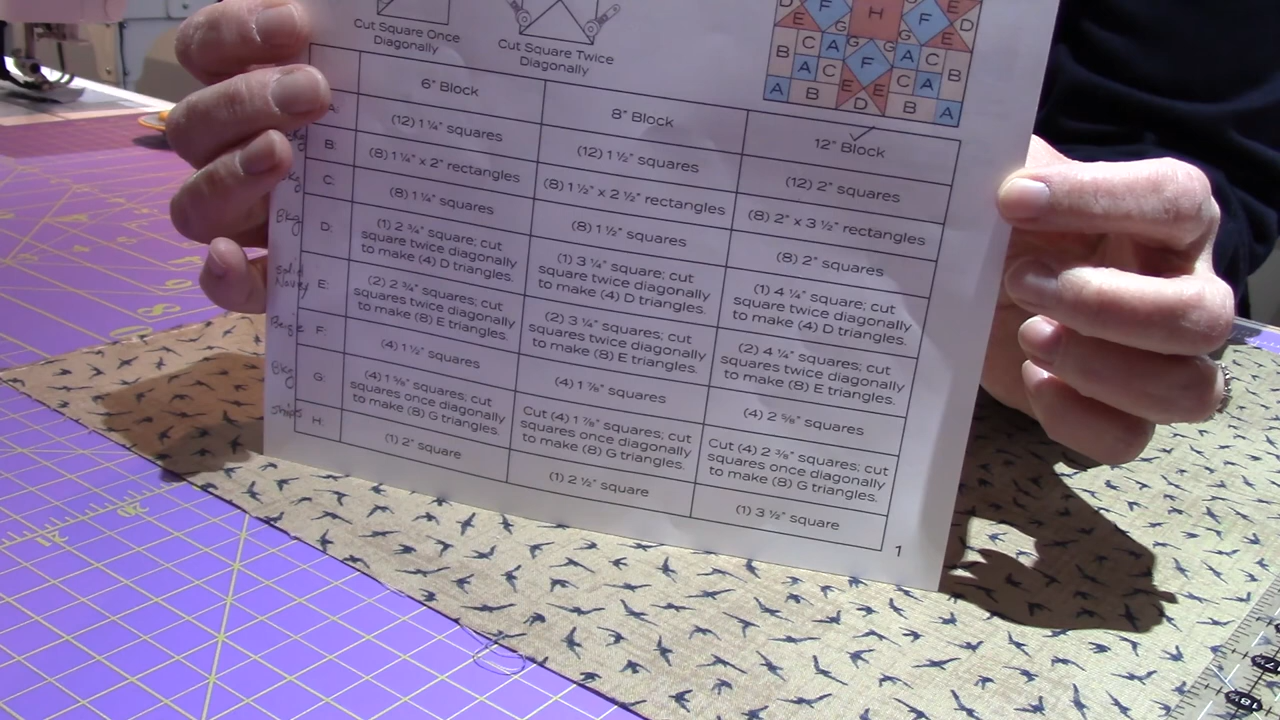 Cut Square Once
Diagonally
Cut Square Twice
Diagonally
D F H F D
E E
B C A G G A C B
A A C E F E C A A
B D B
6" Block
8" Block
12" Block
A:
(12) 1 ¼" squares
(12) 1 ½" squares
(12) 2" squares
B:
(8) 1 ¼" x 2" rectangles
(8) 1 ½" x 2 ½" rectangles
(8) 2" x 3 ½" rectangles
C:
(8) 1 ¼" squares
(8) 1 ½" squares
(8) 2" squares
Bkg
D:
(1) 2 ¾" square; cut
square twice diagonally
to make (4) D triangles.
(1) 3 ¼" square; cut
square twice diagonally
to make (4) D triangles.
(1) 4 ¼" square; cut
square twice diagonally
to make (4) D triangles.
solid
Navy
E:
(2) 2 ¾" squares; cut
squares twice diagonally
to make (8) E triangles.
(2) 3 ¼" squares; cut
squares twice diagonally
to make (8) E triangles.
(2) 4 ¼" squares; cut
squares twice diagonally
to make (8) E triangles.
F:
(4) 1 ½" squares
(4) 1 ⅞" squares
(4) 2 ⅝" squares
Bkg
G:
(4) 1 ⅝" squares; cut
squares once diagonally
to make (8) G triangles.
Cut (4) 1 ⅞" squares; cut
squares once diagonally
to make (8) G triangles.
Cut (4) 2 ⅜" squares; cut
squares once diagonally
to make (8) G triangles.
H:
(1) 2" square
(1) 2 ½" square
(1) 3 ½" square
1
20
21
18½